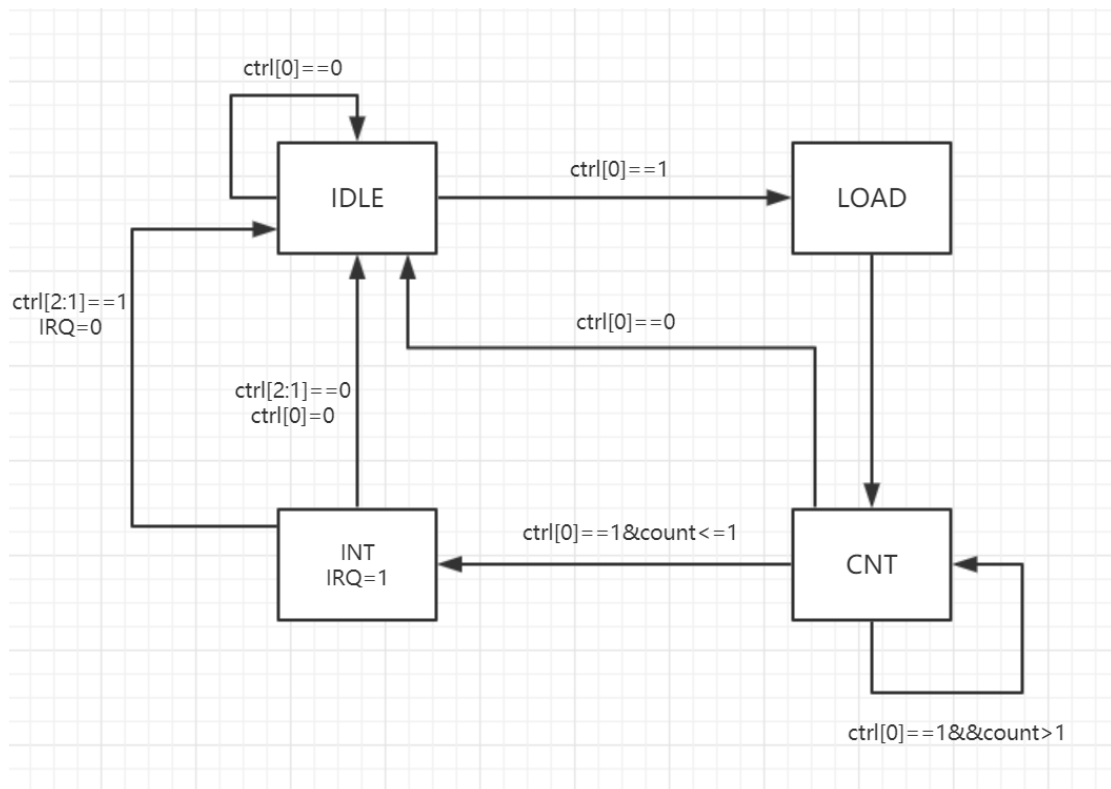 ctrl[0]==0
IDLE
ctrl[0]==1
LOAD
ctrl[2:1]==1
IRQ=0
ctrl[0]==0
ctrl[2:1]==0
ctrl[0]=0
INT
IRQ=1
ctrl[0]==1&count<=1
CNT
ctrl[0]==1&&count>1